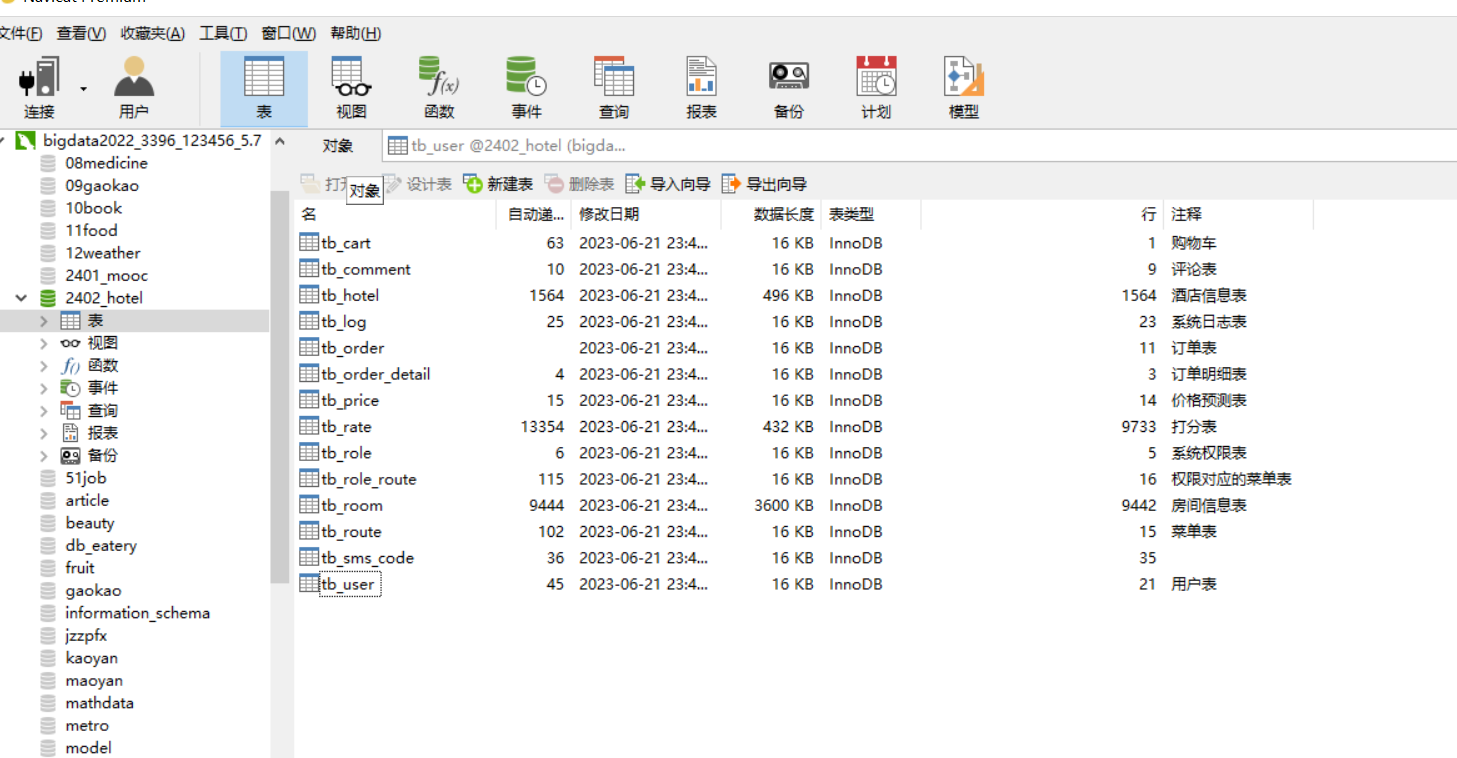 Navicat Premium
文件(F) 查看(V) 收藏夹(A) 工具(T) 窗口(W) 帮助(H)
连接 用户 表 视图 函数 事件 查询 报表 备份 计划 模型
bigdata2022_3396_123456_5.7
08medicine
09gaokao
10book
11food
12weather
2401_mooc
2402_hotel
表
视图
函数
事件
查询
报表
备份
51job
article
beauty
db_eatery
fruit
gaokao
information_schema
jzzpfx
kaoyan
maoyan
mathdata
metro
model
对象 tb_user @2402_hotel (bigda...
设计表 新建表 删除表 导入向导 导出向导
对象
名 自动递... 修改日期 数据长度 表类型 行 注释
tb_cart 63 2023-06-21 23:4... 16 KB InnoDB 1 购物车
tb_comment 10 2023-06-21 23:4... 16 KB InnoDB 9 评论表
tb_hotel 1564 2023-06-21 23:4... 496 KB InnoDB 1564 酒店信息表
tb_log 25 2023-06-21 23:4... 16 KB InnoDB 23 系统日志表
tb_order 2023-06-21 23:4... 16 KB InnoDB 11 订单表
tb_order_detail 4 2023-06-21 23:4... 16 KB InnoDB 3 订单明细表
tb_price 15 2023-06-21 23:4... 16 KB InnoDB 14 价格预测表
tb_rate 13354 2023-06-21 23:4... 432 KB InnoDB 9733 打分表
tb_role 6 2023-06-21 23:4... 16 KB InnoDB 5 系统权限表
tb_role_route 115 2023-06-21 23:4... 16 KB InnoDB 16 权限对应的菜单表
tb_room 9444 2023-06-21 23:4... 3600 KB InnoDB 9442 房间信息表
tb_route 102 2023-06-21 23:4... 16 KB InnoDB 15 菜单表
tb_sms_code 36 2023-06-21 23:4... 16 KB InnoDB 35
tb_user 45 2023-06-21 23:4... 16 KB InnoDB 21 用户表